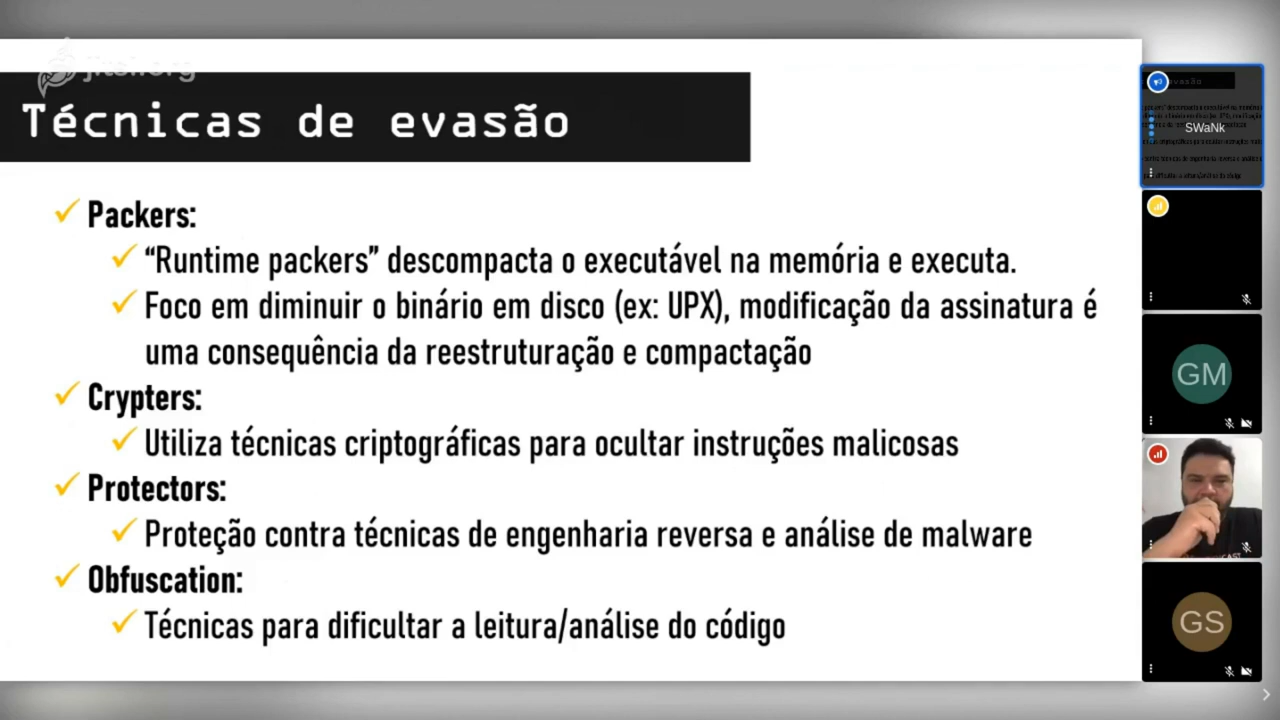 jitsi.org
Técnicas de evasão
Packers:
“Runtime packers” descompacta o executável na memória e executa.
Foco em diminuir o binário em disco (ex: UPX), modificação da assinatura é
uma consequência da reestruturação e compactação
Crypters:
Utiliza técnicas criptográficas para ocultar instruções malicosas
Protectors:
Proteção contra técnicas de engenharia reversa e análise de malware
Obfuscation:
Técnicas para dificultar a leitura/análise do código
SWaNk
GM
GS